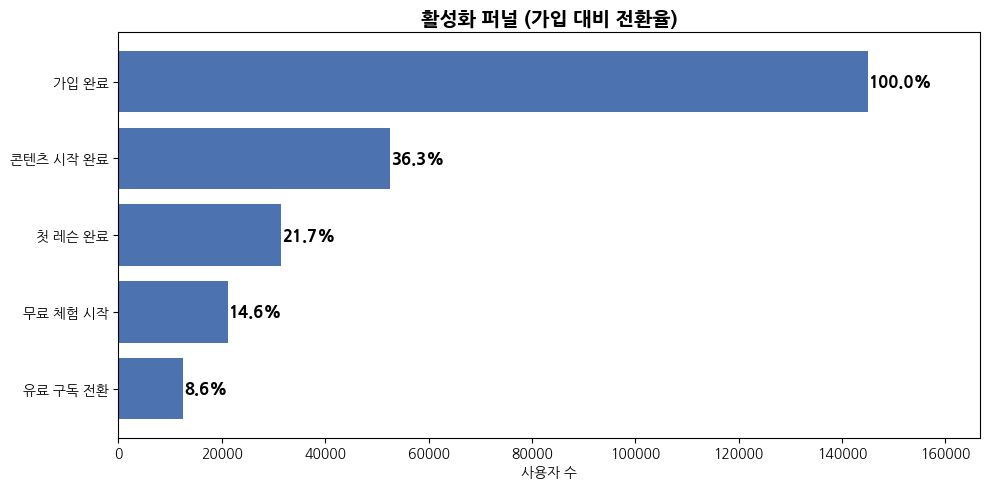 활성화 퍼널 (가입 대비 전환율)
가입 완료
100.0%
콘텐츠 시작 완료
36.3%
첫 레슨 완료
21.7%
무료 체험 시작
14.6%
유료 구독 전환
8.6%
0 20000 40000 60000 80000 100000 120000 140000 160000
사용자 수